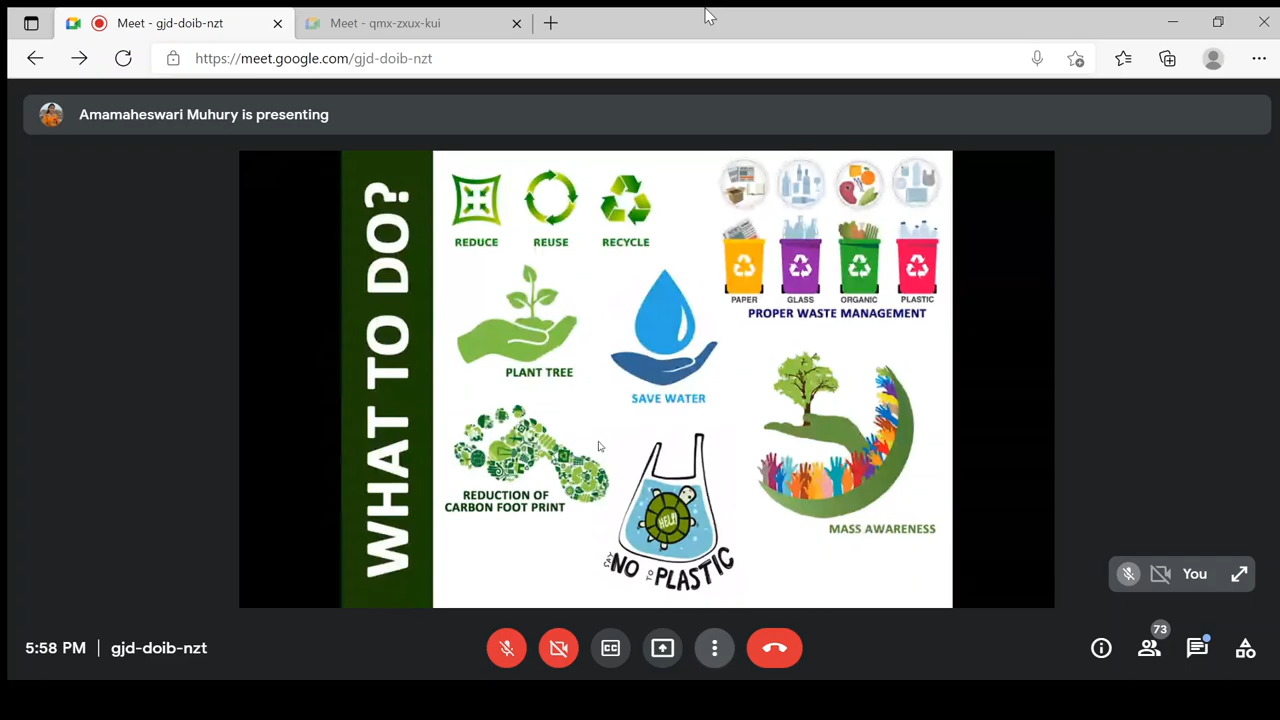 Meet - gjd-doib-nzt
Meet - qmx-zxux-kui
https://meet.google.com/gjd-doib-nzt
Amamaheswari Muhury is presenting
WHAT TO DO?
REDUCE
REUSE
RECYCLE
PAPER
GLASS
ORGANIC
PLASTIC
PROPER WASTE MANAGEMENT
PLANT TREE
SAVE WATER
REDUCTION OF
CARBON FOOT PRINT
HELP!
SAY NO TO PLASTIC
MASS AWARENESS
You
5:58 PM
gjd-doib-nzt
CC
73